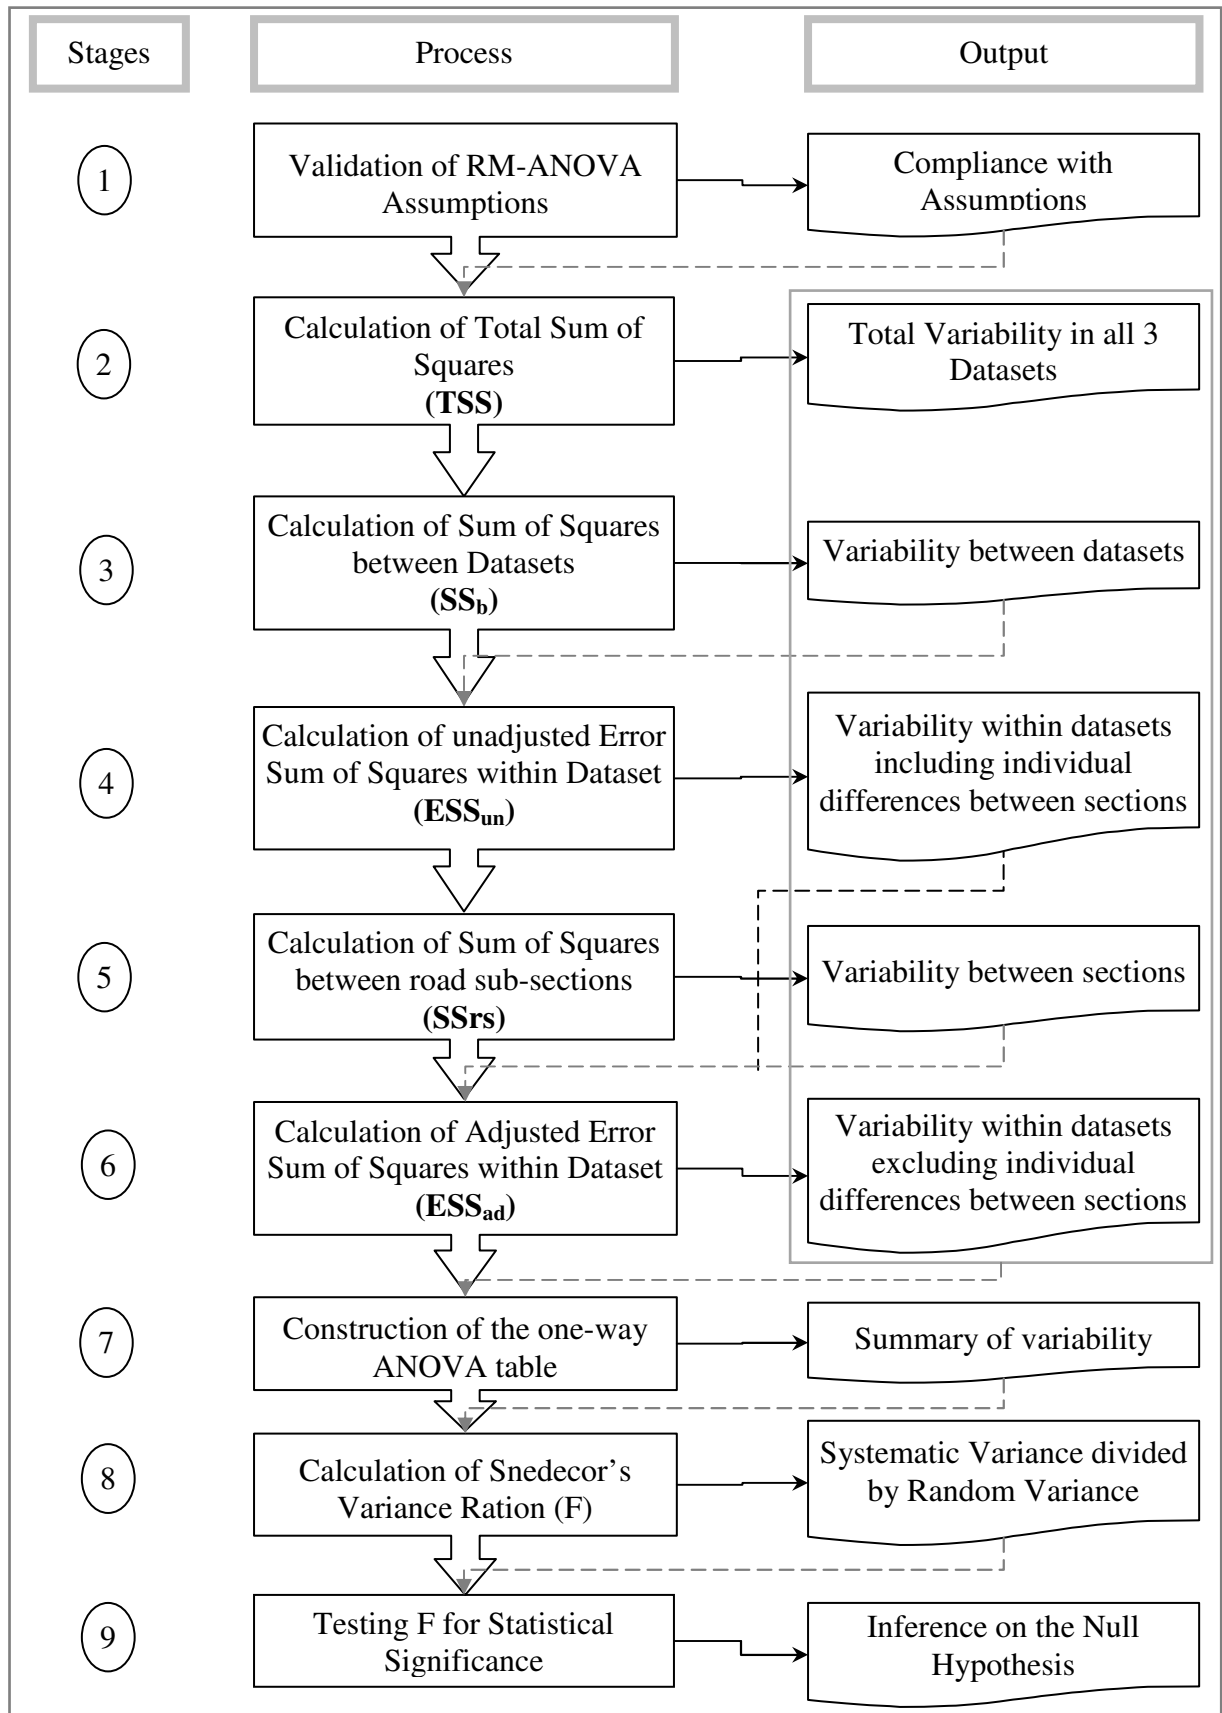 Stages
Process
Output
1
Validation of RM-ANOVA
Assumptions
Compliance with
Assumptions
2
Calculation of Total Sum of
Squares
(TSS)
Total Variability in all 3
Datasets
3
Calculation of Sum of Squares
between Datasets
(SSb)
Variability between datasets
4
Calculation of unadjusted Error
Sum of Squares within Dataset
(ESSun)
Variability within datasets
including individual
differences between sections
5
Calculation of Sum of Squares
between road sub-sections
(SSrs)
Variability between sections
6
Calculation of Adjusted Error
Sum of Squares within Dataset
(ESSad)
Variability within datasets
excluding individual
differences between sections
7
Construction of the one-way
ANOVA table
Summary of variability
8
Calculation of Snedecor’s
Variance Ration (F)
Systematic Variance divided
by Random Variance
9
Testing F for Statistical
Significance
Inference on the Null
Hypothesis